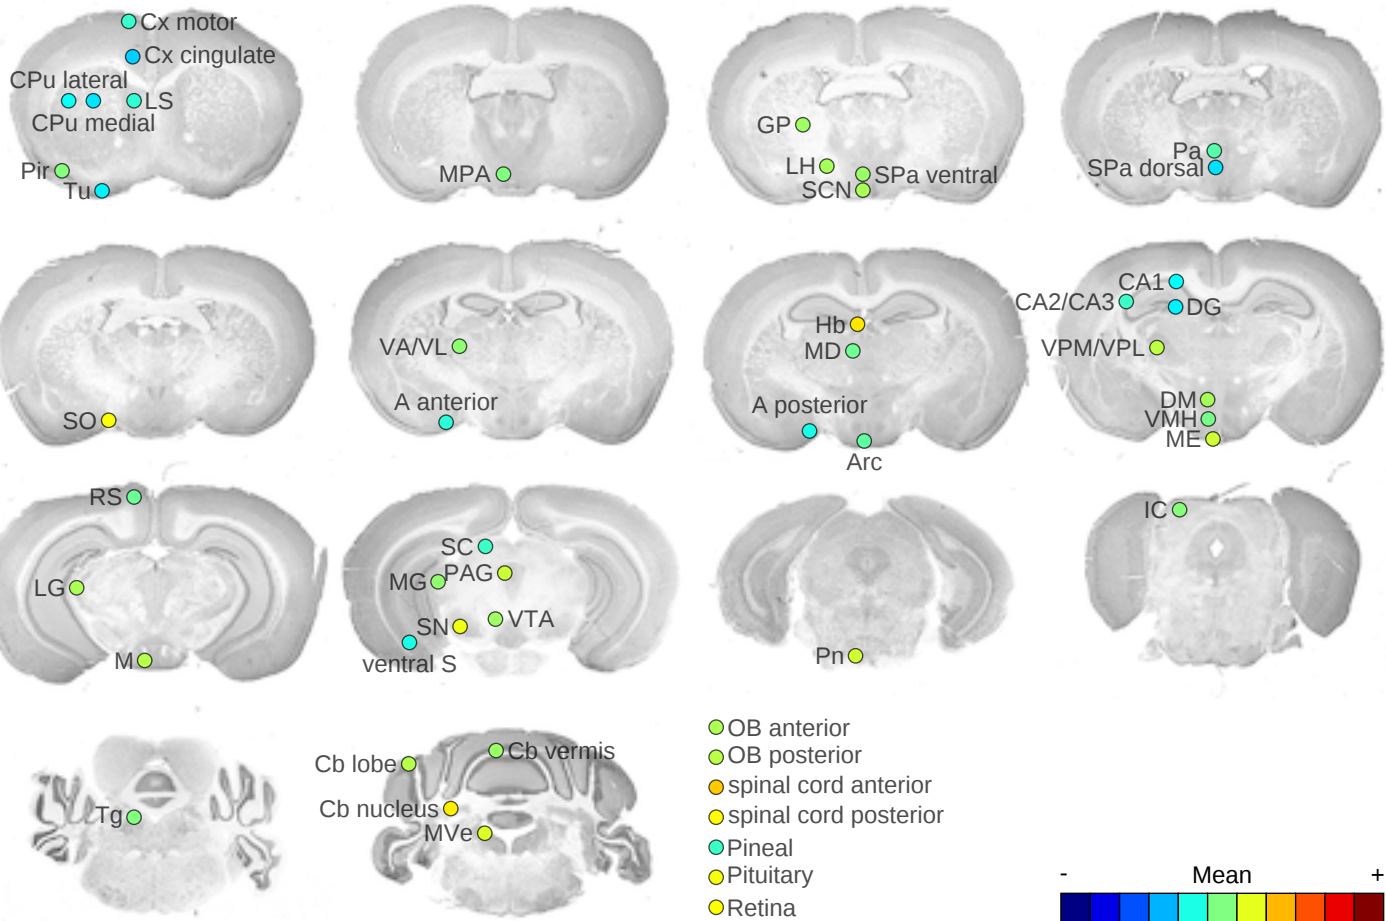 Cx motor
Cx cingulate
CPu lateral
LS
CPu medial
Pir
Tu
MPA
GP
LH
SPa ventral
SCN
Pa
SPa dorsal
SO
VA/VL
A anterior
Hb
MD
A posterior
Arc
CA1
CA2/CA3
DG
VPM/VPL
DM
VMH
ME
RS
LG
M
SC
MG
PAG
SN
VTA
ventral S
Pn
IC
Tg
Cb lobe
Cb vermis
Cb nucleus
MVe
OB anterior
OB posterior
spinal cord anterior
spinal cord posterior
Pineal
Pituitary
Retina
- Mean +